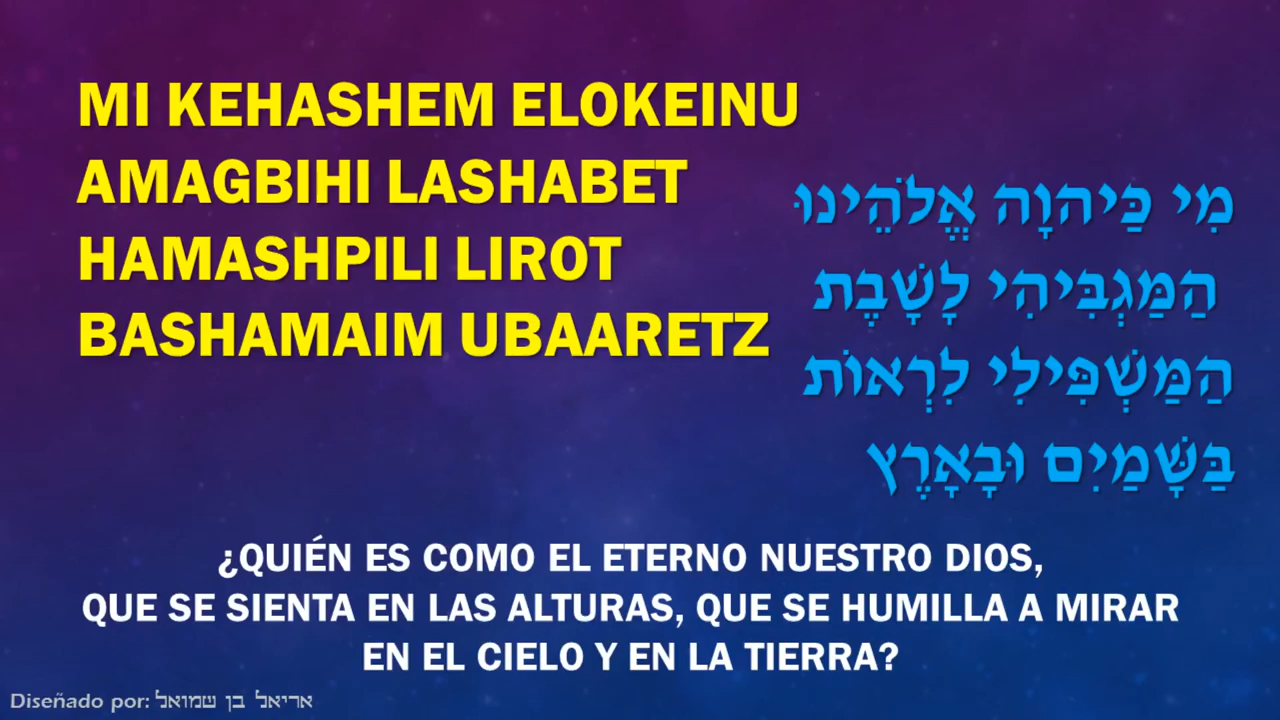 MI KEHASHEM ELOKEINU
AMAGBIHI LASHABET
HAMASHPILI LIROT
BASHAMAIM UBAARETZ
מִי כַּיהוָה אֱלֹהֵינוּ
הַמַּגְבִּיהִי לָשָׁבֶת
הַמַּשְׁפִּילִי לִרְאוֹת
בַּשָּׁמַיִם וּבָאָרֶץ
¿QUIÉN ES COMO EL ETERNO NUESTRO DIOS,
QUE SE SIENTA EN LAS ALTURAS, QUE SE HUMILLA A MIRAR
EN EL CIELO Y EN LA TIERRA?
Diseñado por: אריאל בן שמואל